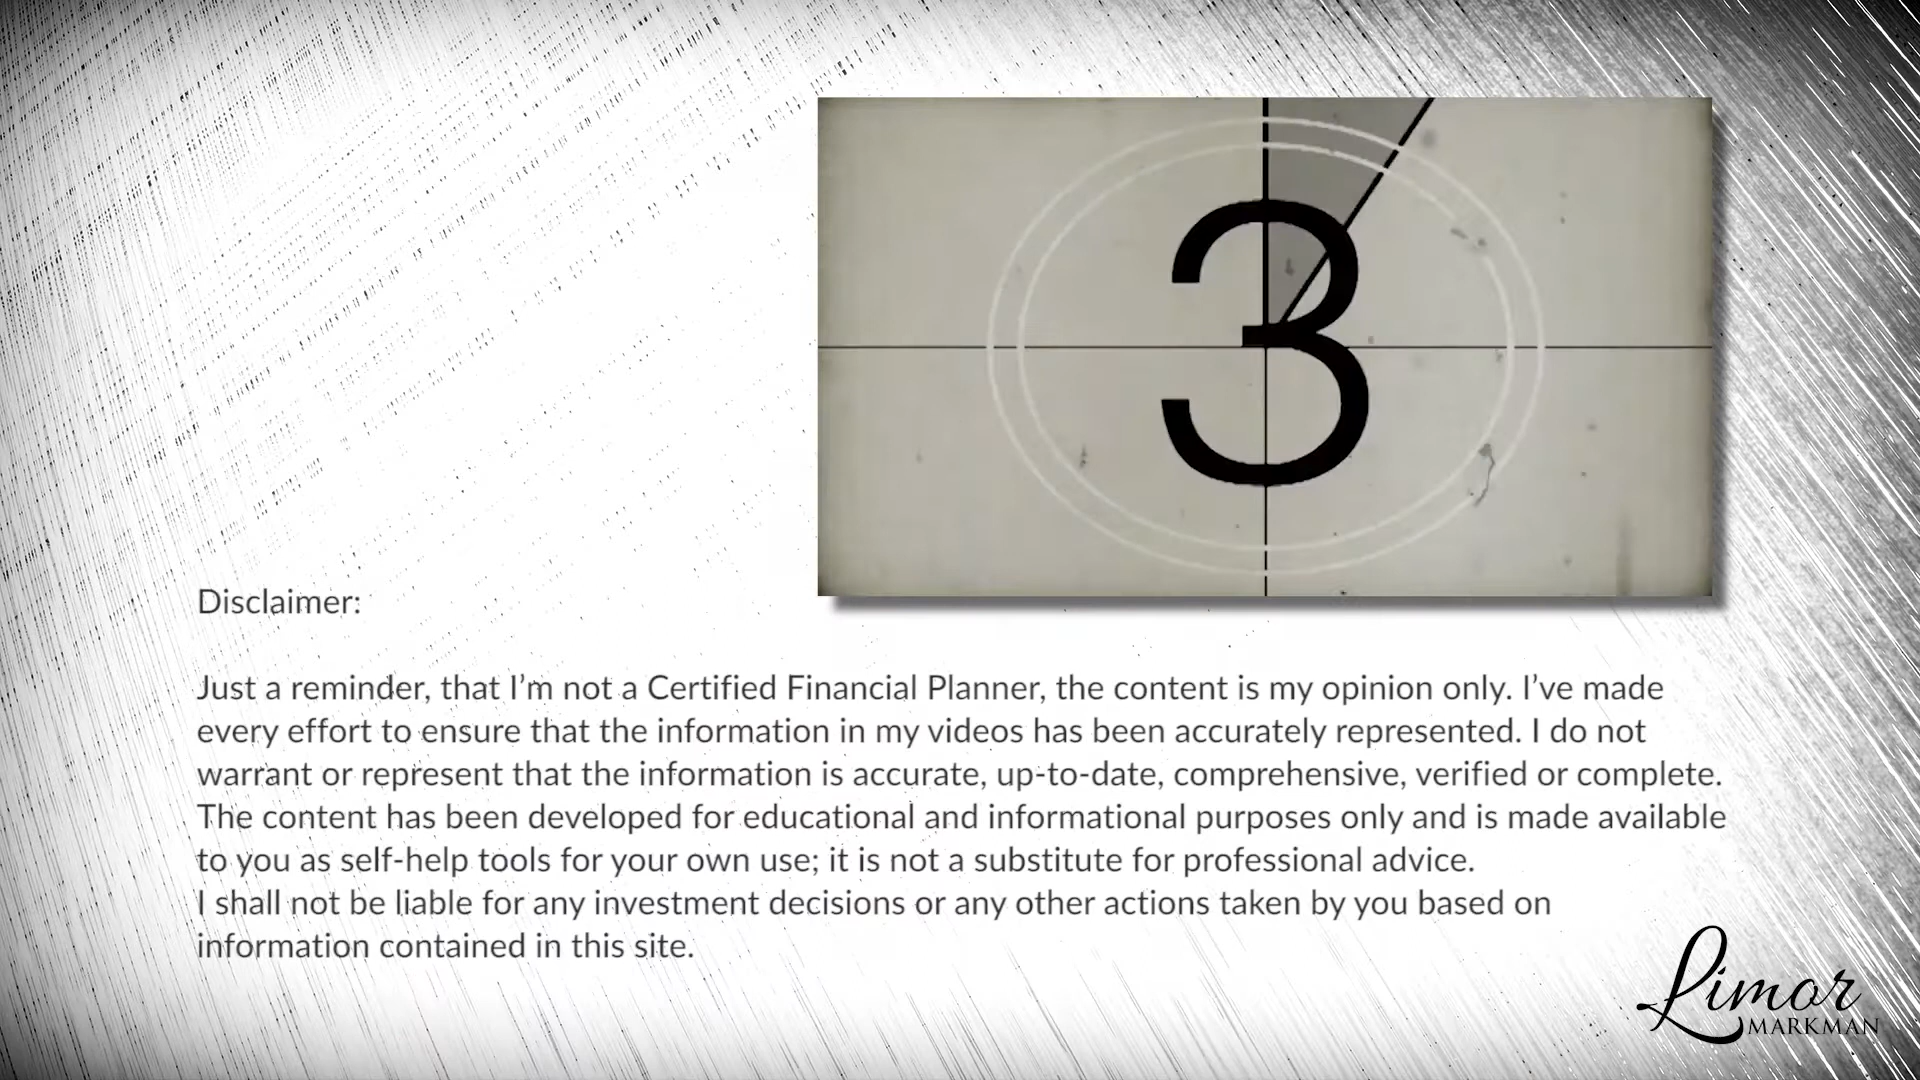 3
Disclaimer:
Just a reminder, that I’m not a Certified Financial Planner, the content is my opinion only. I’ve made
every effort to ensure that the information in my videos has been accurately represented. I do not
warrant or represent that the information is accurate, up-to-date, comprehensive, verified or complete.
The content has been developed for educational and informational purposes only and is made available
to you as self-help tools for your own use; it is not a substitute for professional advice.
I shall not be liable for any investment decisions or any other actions taken by you based on
information contained in this site.
Limor
MARKMAN